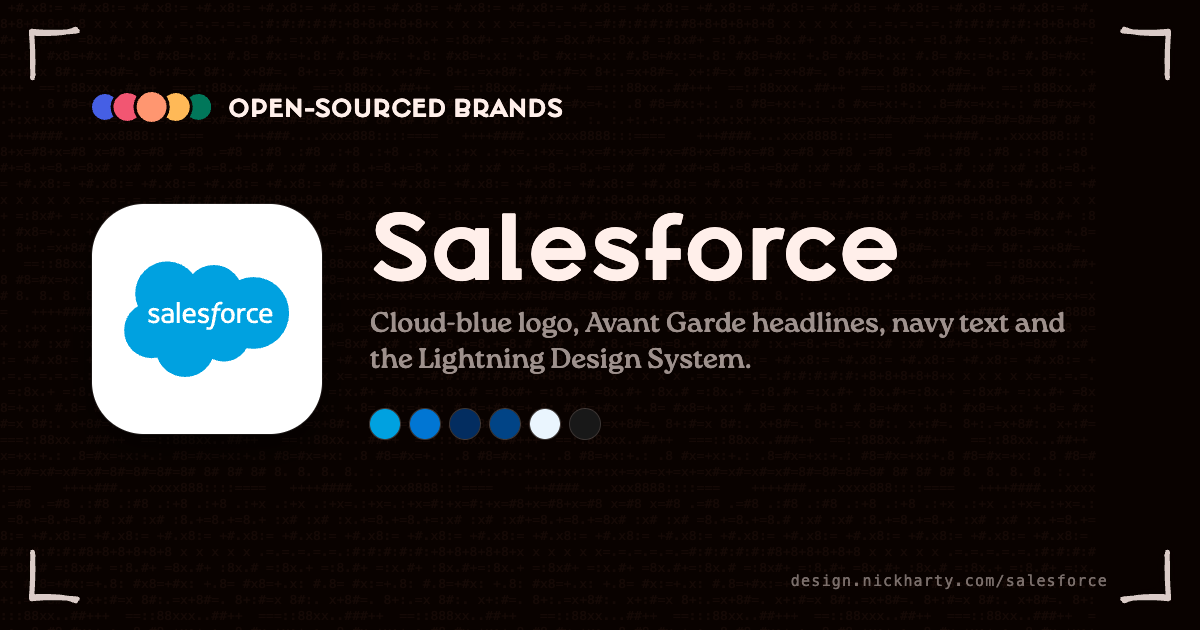 OPEN-SOURCED BRANDS
salesforce
Salesforce
Cloud-blue logo, Avant Garde headlines, navy text and
the Lightning Design System.
design.nickharty.com/salesforce